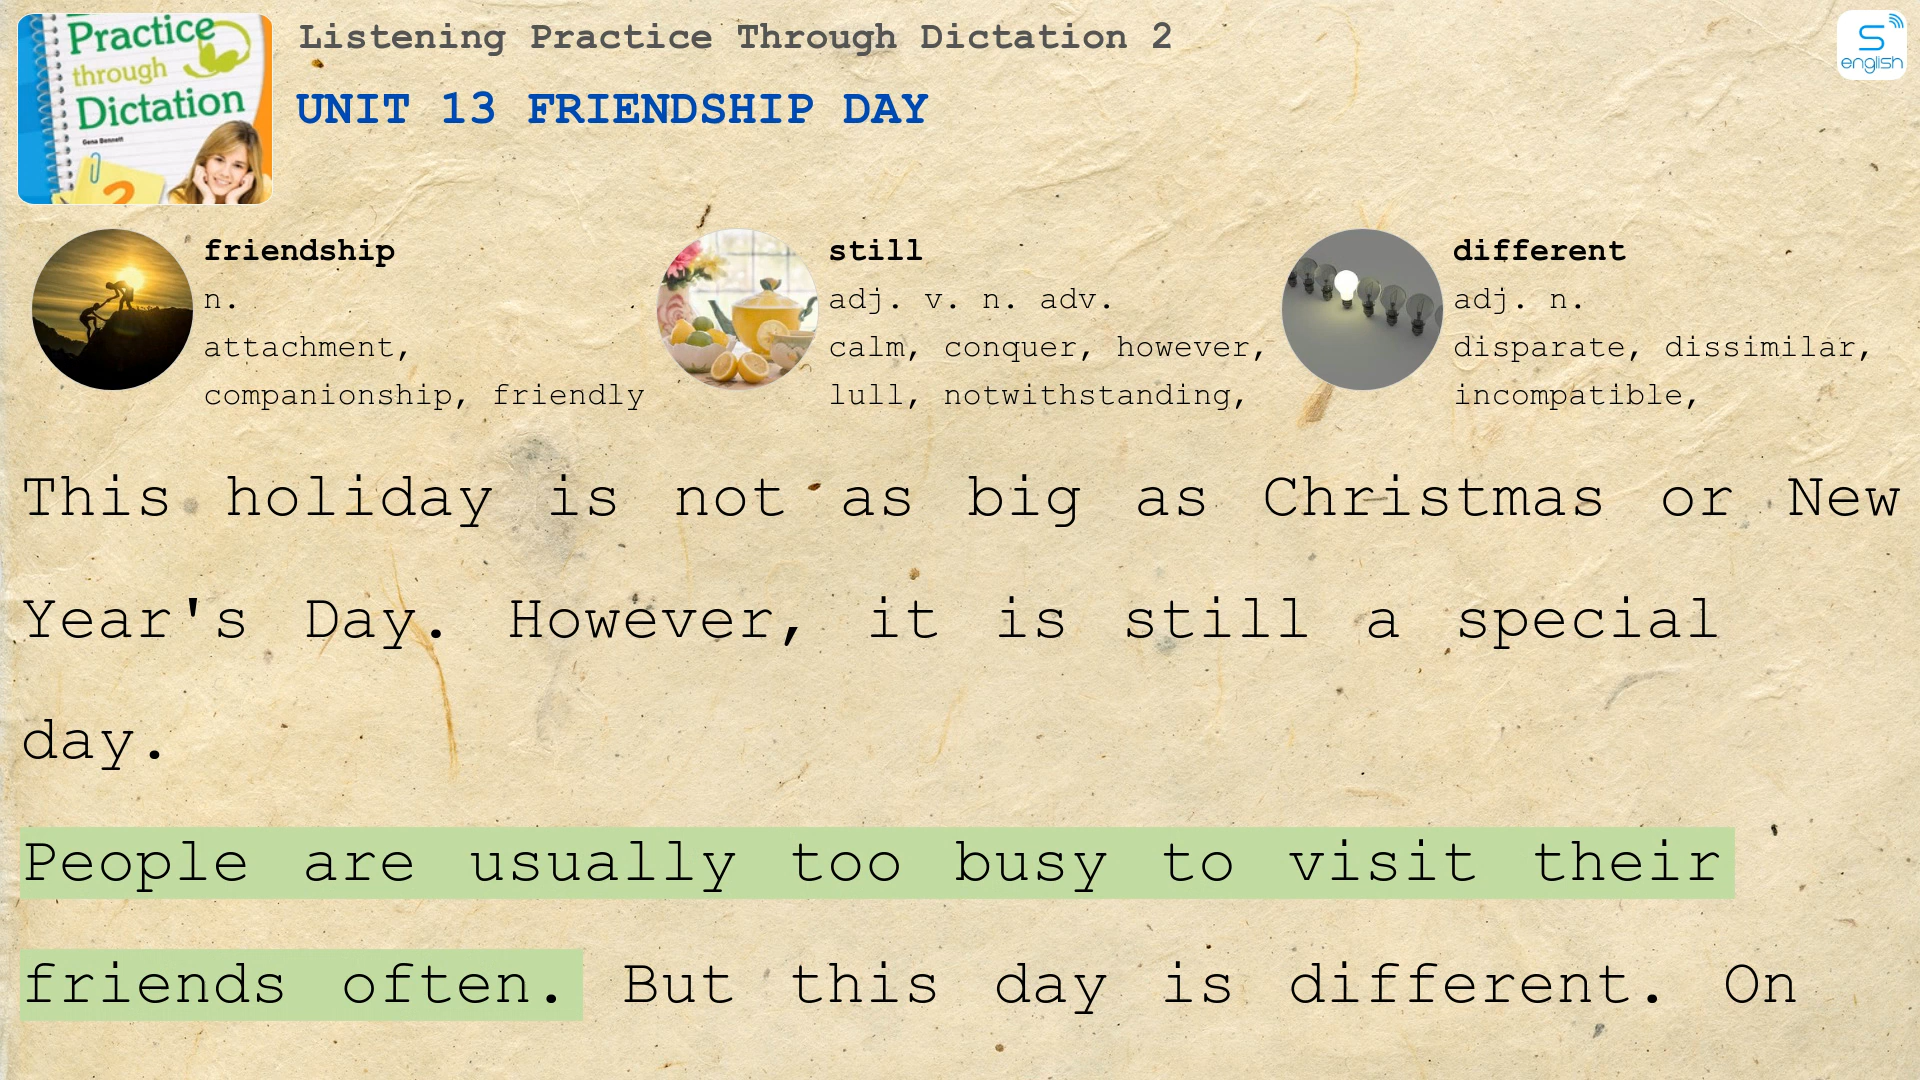 Practice
through
Dictation
Gena Bennett
2
Listening Practice Through Dictation 2
UNIT 13 FRIENDSHIP DAY
S
english
friendship
n.
attachment,
companionship, friendly
still
adj. v. n. adv.
calm, conquer, however,
lull, notwithstanding,
different
adj. n.
disparate, dissimilar,
incompatible,
This holiday is not as big as Christmas or New
Year's Day. However, it is still a special
day.
People are usually too busy to visit their
friends often. But this day is different. On